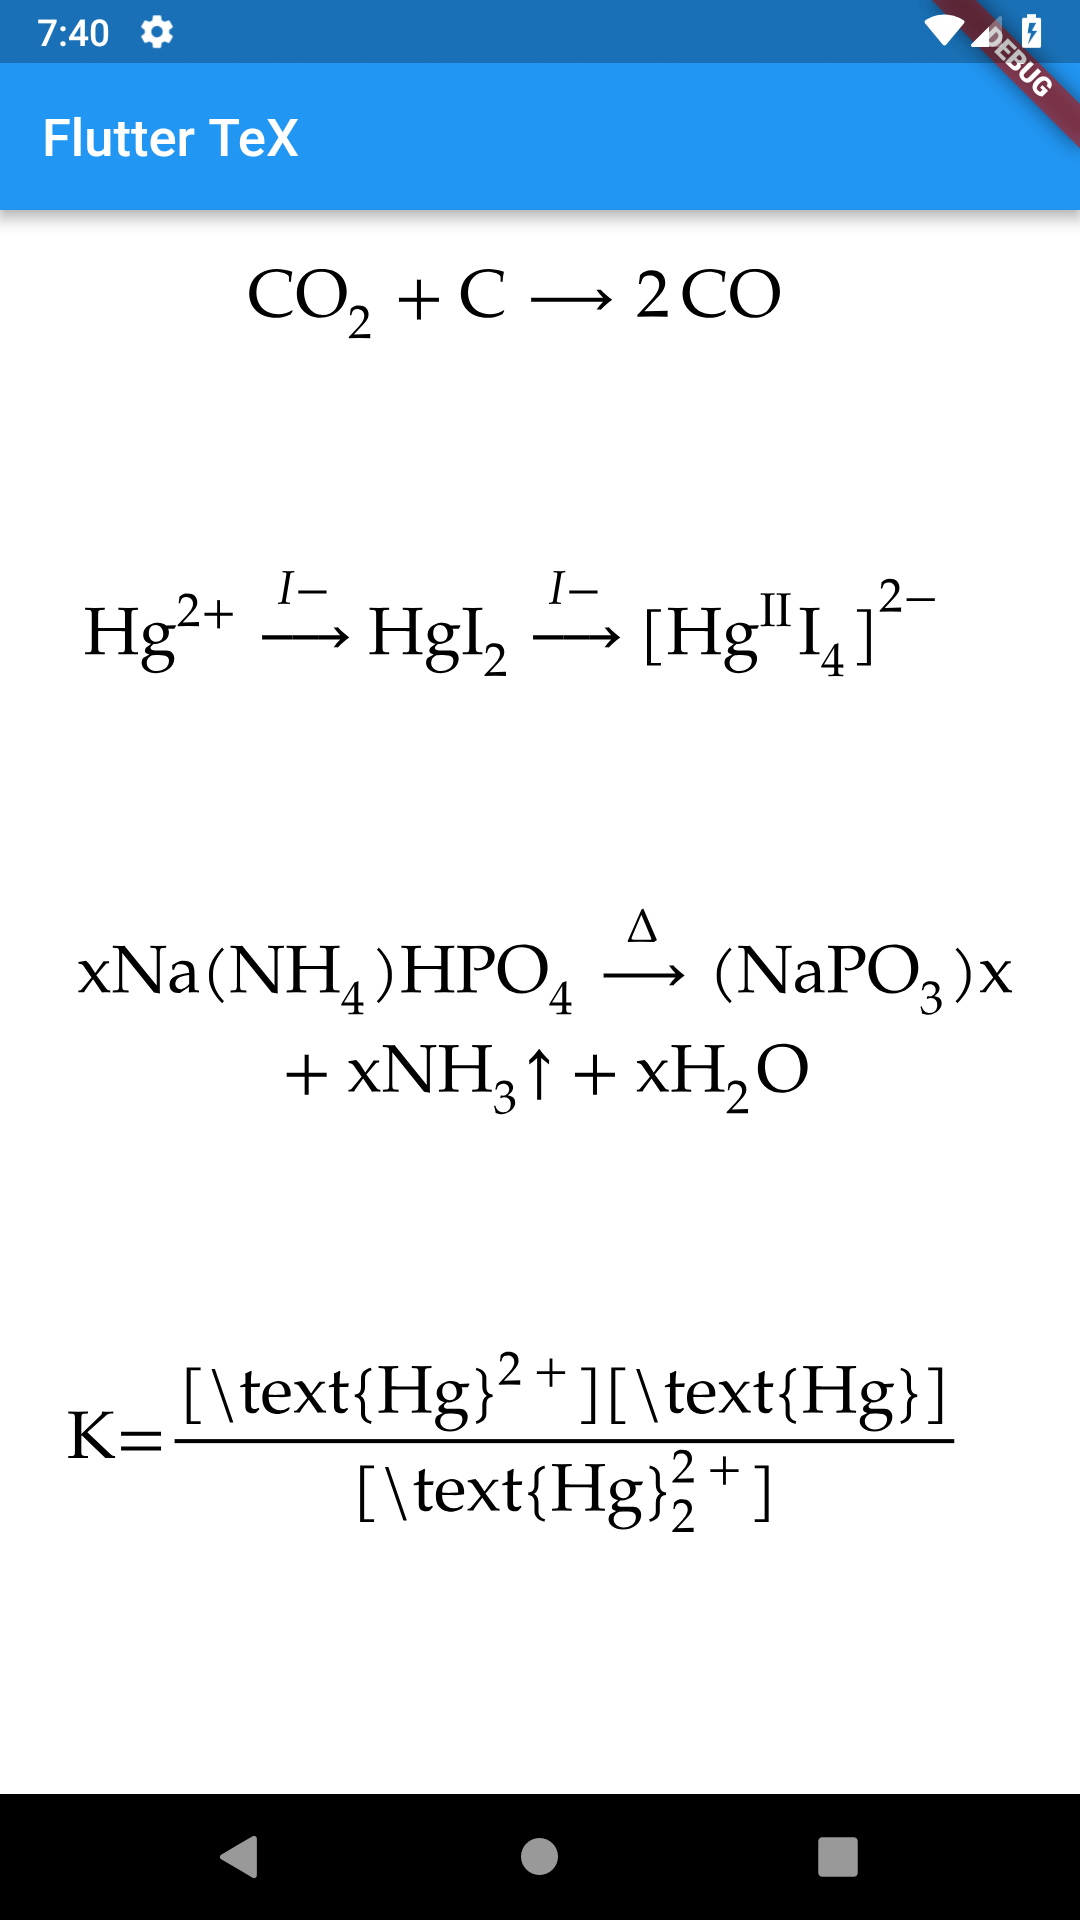 7:40
DEBUG
Flutter TeX
CO₂ + C ⟶ 2 CO
Hg²⁺ —I−→ HgI₂ —I−→ [HgᴵᴵI₄]²⁻
xNa(NH₄)HPO₄ —Δ→ (NaPO₃)x
+ xNH₃↑ + xH₂O
[\text{Hg}²⁺][\text{Hg}]
K=
[\text{Hg}₂²⁺]